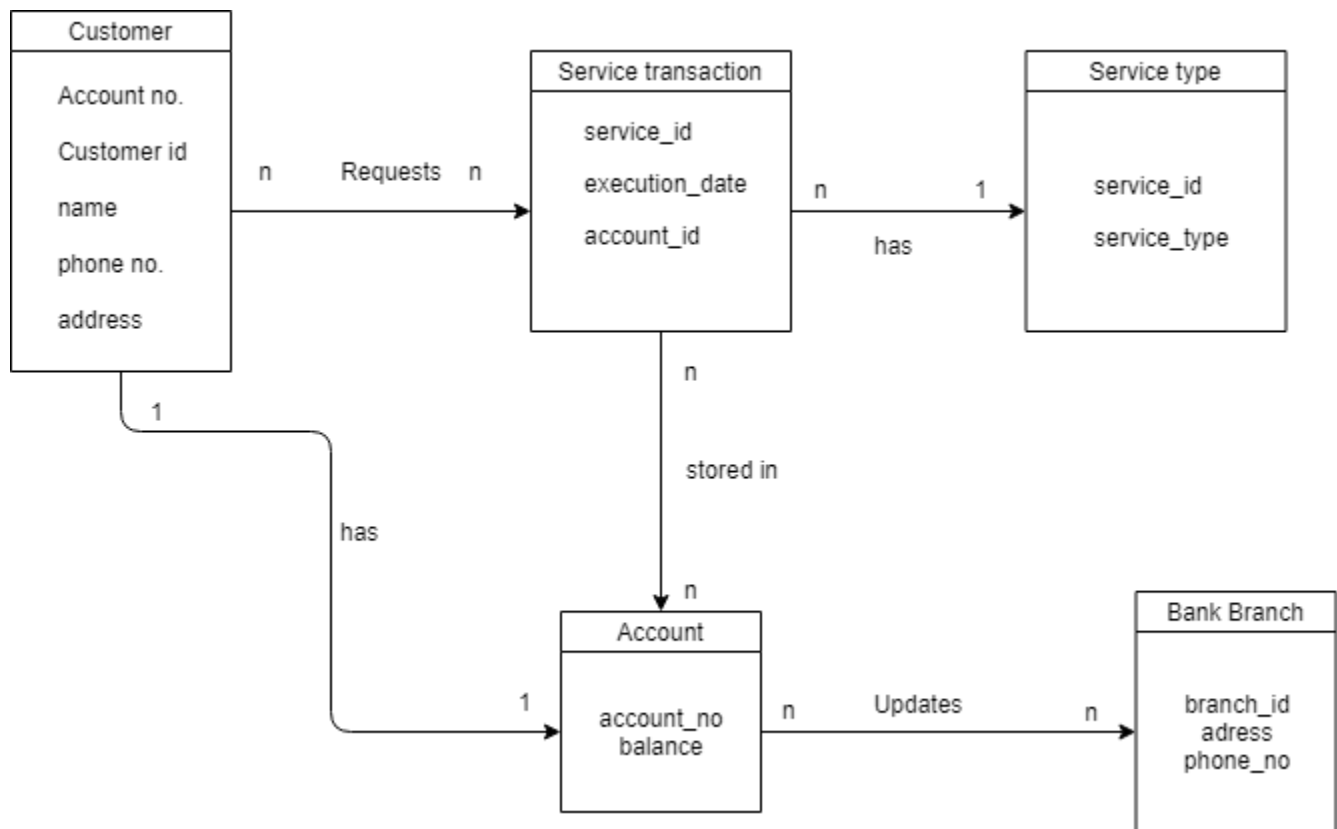 Customer
Account no.
Customer id
name
phone no.
address
n
Requests
n
Service transaction
service_id
execution_date
account_id
n
1
has
Service type
service_id
service_type
1
has
1
n
stored in
n
Account
account_no
balance
n
Updates
n
Bank Branch
branch_id
adress
phone_no